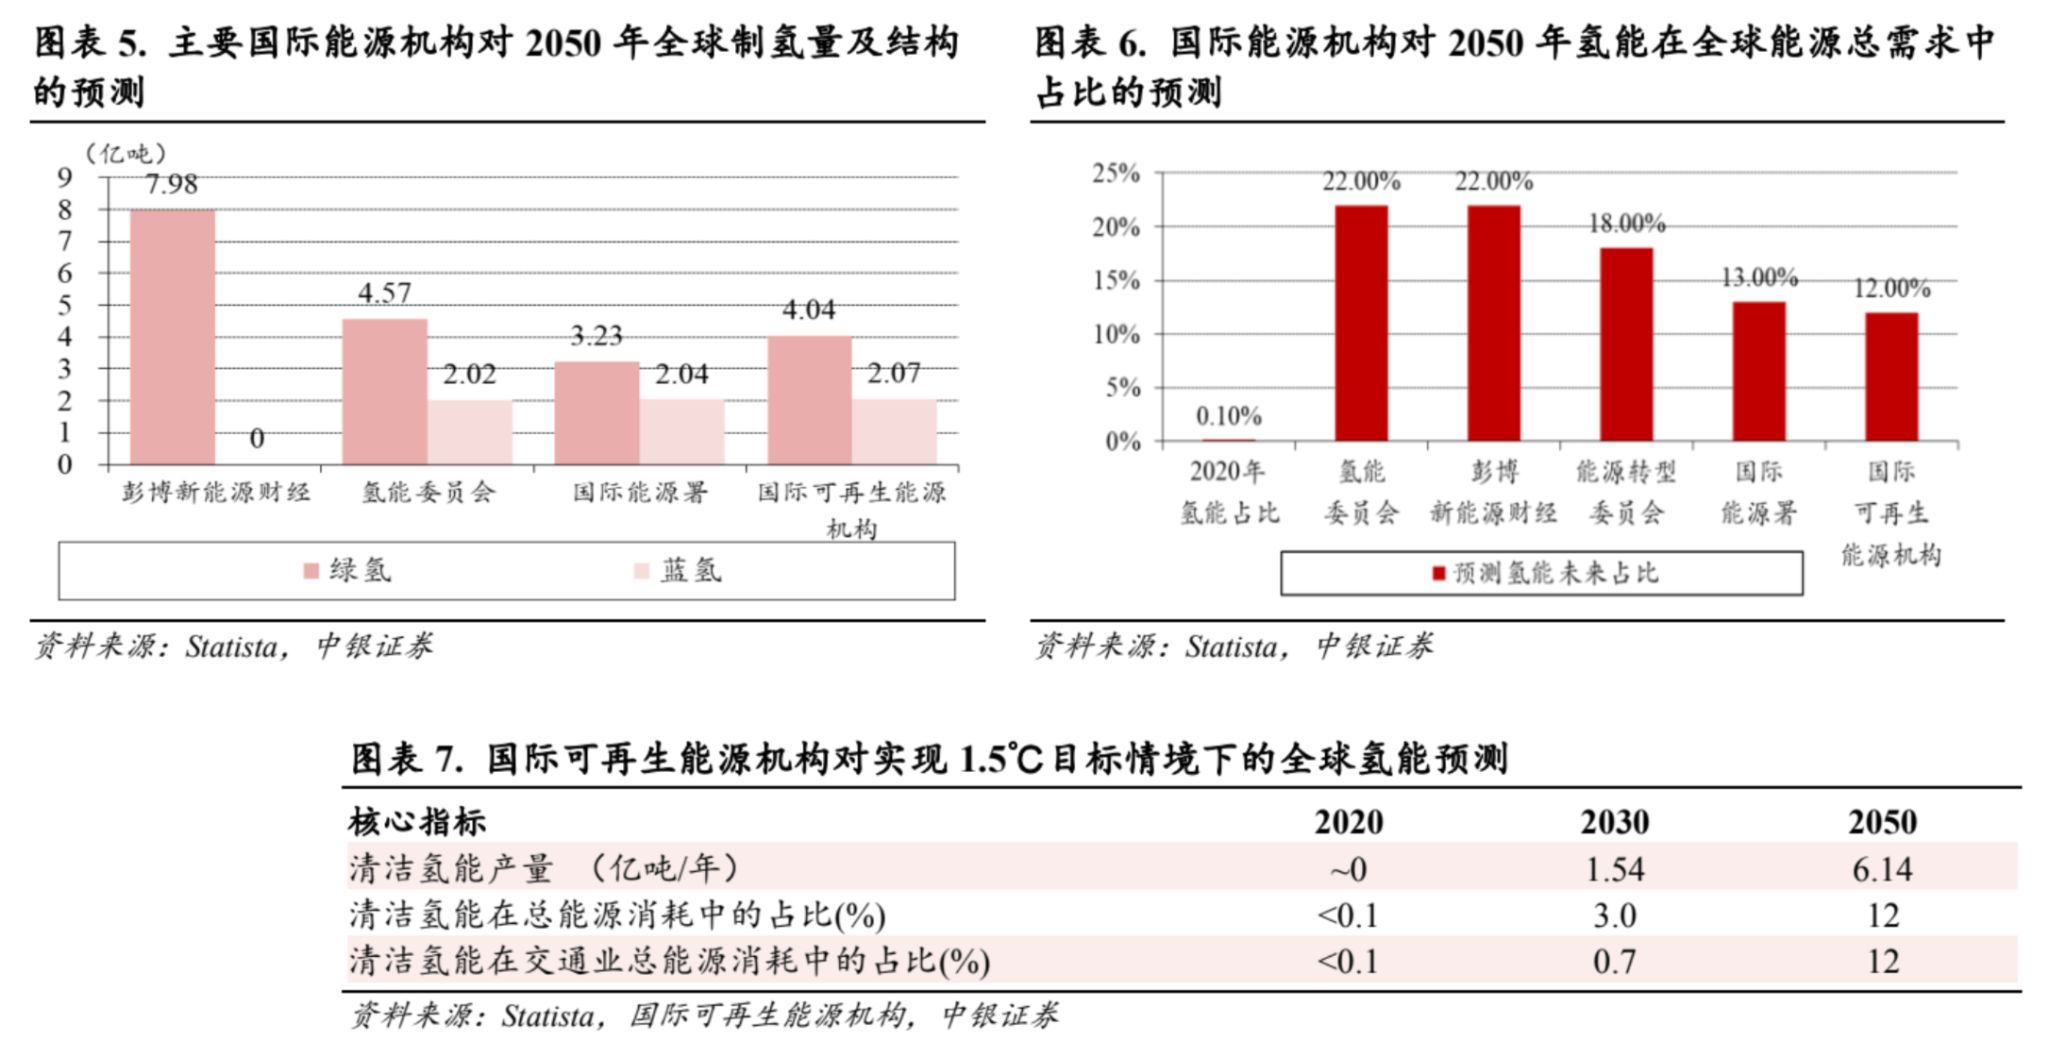 图表 5. 主要国际能源机构对 2050 年全球制氢量及结构
的预测
（亿吨）
9
8
7
6
5
4
3
2
1
0
7.98
0
4.57
2.02
3.23
2.04
4.04
2.07
彭博新能源财经
氢能委员会
国际能源署
国际可再生能源
机构
绿氢
蓝氢
资料来源：Statista，中银证券
图表 6. 国际能源机构对 2050 年氢能在全球能源总需求中
占比的预测
25%
20%
15%
10%
5%
0%
0.10%
22.00%
22.00%
18.00%
13.00%
12.00%
2020年
氢能占比
氢能
委员会
彭博
新能源财经
能源转型
委员会
国际
能源署
国际
可再生
能源机构
预测氢能未来占比
资料来源：Statista，中银证券
图表 7. 国际可再生能源机构对实现 1.5℃目标情境下的全球氢能预测
核心指标 2020 2030 2050
清洁氢能产量 （亿吨/年） ~0 1.54 6.14
清洁氢能在总能源消耗中的占比(%) <0.1 3.0 12
清洁氢能在交通业总能源消耗中的占比(%) <0.1 0.7 12
资料来源：Statista，国际可再生能源机构，中银证券